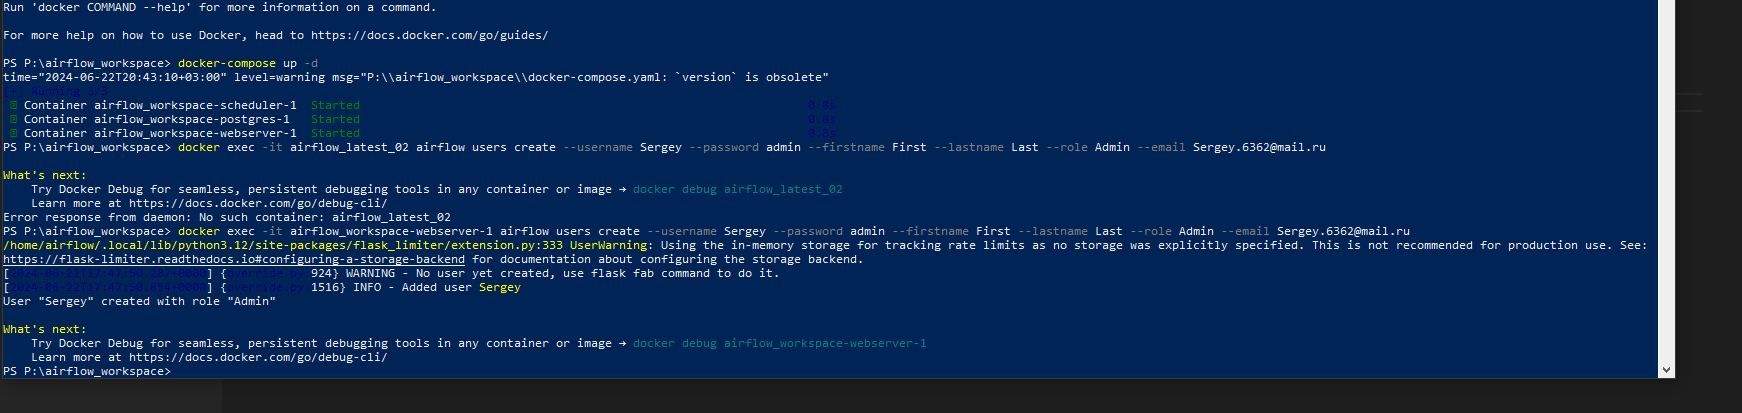 Run 'docker COMMAND --help' for more information on a command.
For more help on how to use Docker, head to https://docs.docker.com/go/guides/
PS P:\airflow_workspace> docker-compose up -d
time="2024-06-22T20:43:10+03:00" level=warning msg="P:\\airflow_workspace\\docker-compose.yaml: `version` is obsolete"
[+] Running 3/3
Container airflow_workspace-scheduler-1 Started 0.8s
Container airflow_workspace-postgres-1 Started 0.8s
Container airflow_workspace-webserver-1 Started 0.8s
PS P:\airflow_workspace> docker exec -it airflow_latest_02 airflow users create --username Sergey --password admin --firstname First --lastname Last --role Admin --email Sergey.6362@mail.ru
What's next:
Try Docker Debug for seamless, persistent debugging tools in any container or image → docker debug airflow_latest_02
Learn more at https://docs.docker.com/go/debug-cli/
Error response from daemon: No such container: airflow_latest_02
PS P:\airflow_workspace> docker exec -it airflow_workspace-webserver-1 airflow users create --username Sergey --password admin --firstname First --lastname Last --role Admin --email Sergey.6362@mail.ru
/home/airflow/.local/lib/python3.12/site-packages/flask_limiter/extension.py:333 UserWarning: Using the in-memory storage for tracking rate limits as no storage was explicitly specified. This is not recommended for production use. See:
https://flask-limiter.readthedocs.io#configuring-a-storage-backend for documentation about configuring the storage backend.
[2024-06-22T17:47:50.287+0000] {override.py:924} WARNING - No user yet created, use flask fab command to do it.
[2024-06-22T17:47:50.854+0000] {override.py:1516} INFO - Added user Sergey
User "Sergey" created with role "Admin"
What's next:
Try Docker Debug for seamless, persistent debugging tools in any container or image → docker debug airflow_workspace-webserver-1
Learn more at https://docs.docker.com/go/debug-cli/
PS P:\airflow_workspace>